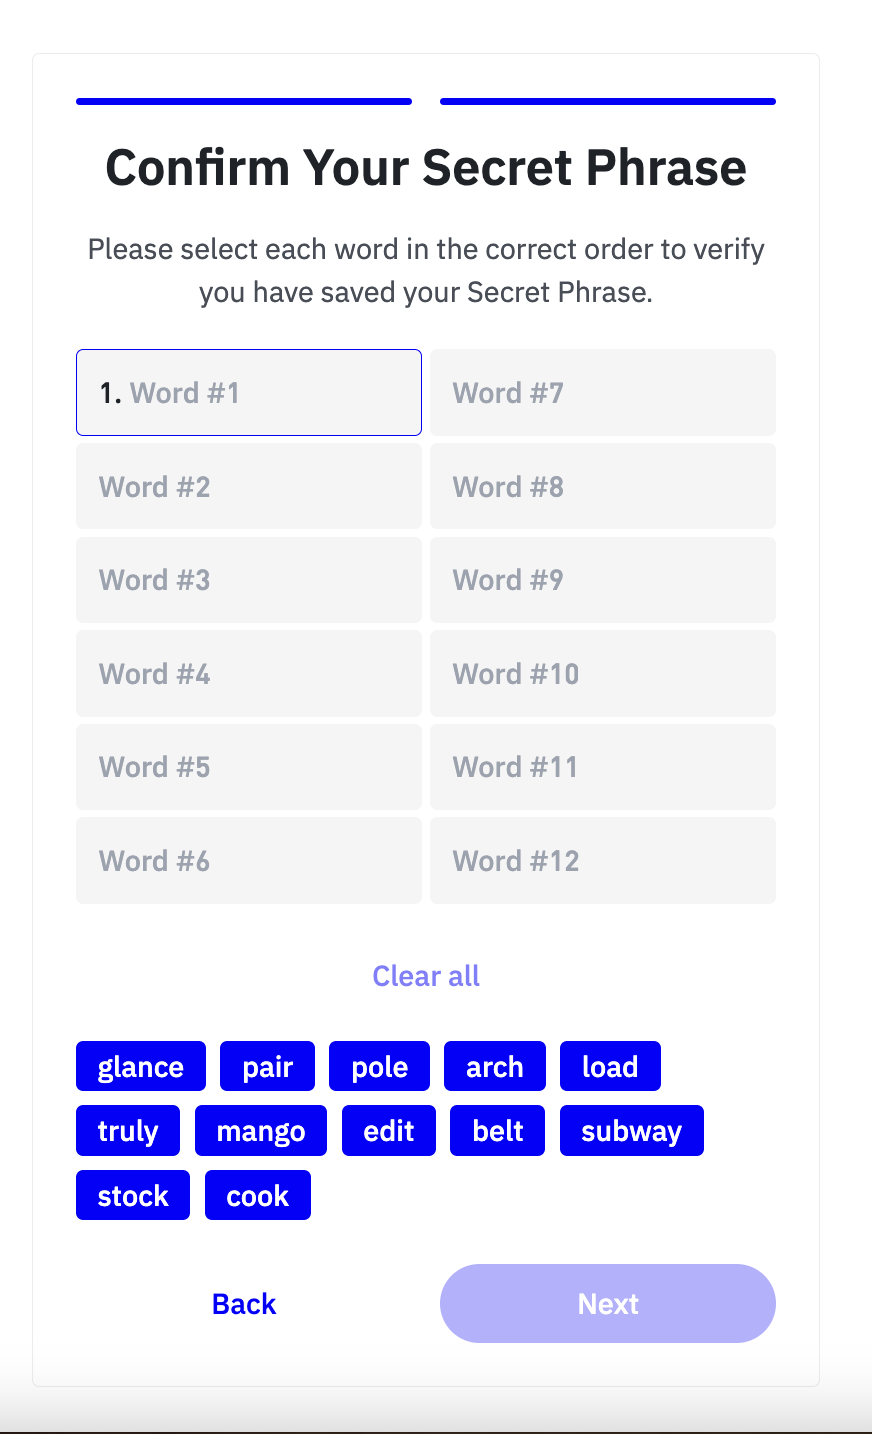 Confirm Your Secret Phrase
Please select each word in the correct order to verify
you have saved your Secret Phrase.
1. Word #1
Word #7
Word #2
Word #8
Word #3
Word #9
Word #4
Word #10
Word #5
Word #11
Word #6
Word #12
Clear all
glance pair pole arch load
truly mango edit belt subway
stock cook
Back Next